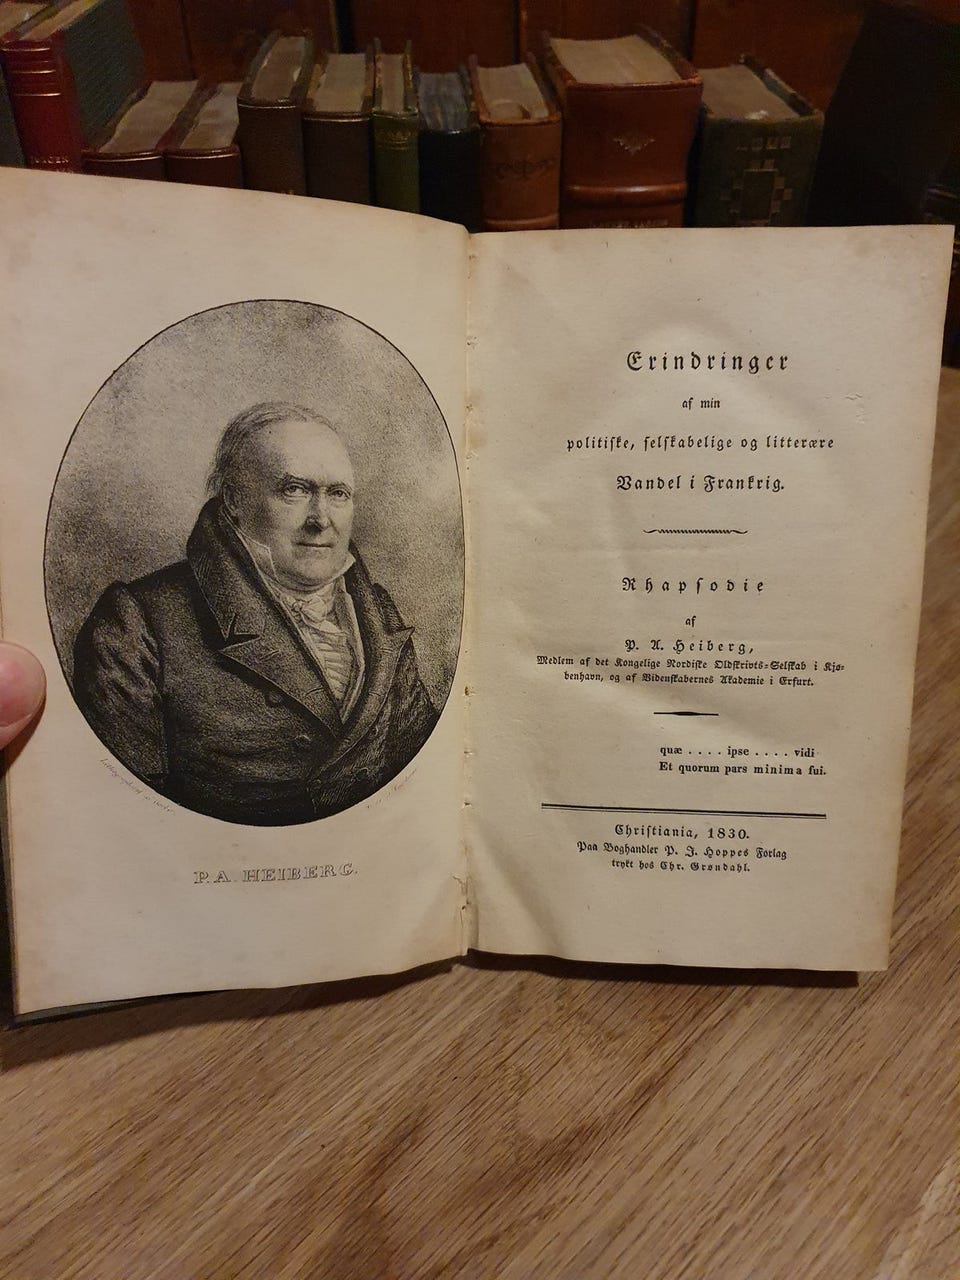 P. A. HEIBERG.
Erindringer
af min
politiſke, ſelſkabelige og litterære
Vandel i Frankrig.
Rhapſodie
af
P. A. Heiberg,
Medlem af det Kongelige Nordiſke Oldſkrivts-Selſkab i Kjø-
benhavn, og af Videnſkabernes Akademie i Erfurt.
quæ . . . . ipse . . . . vidi
Et quorum pars minima fui.
Chriſtiania, 1830.
Paa Boghandler P. J. Hoppes Forlag
trykt hos Chr. Grøndahl.